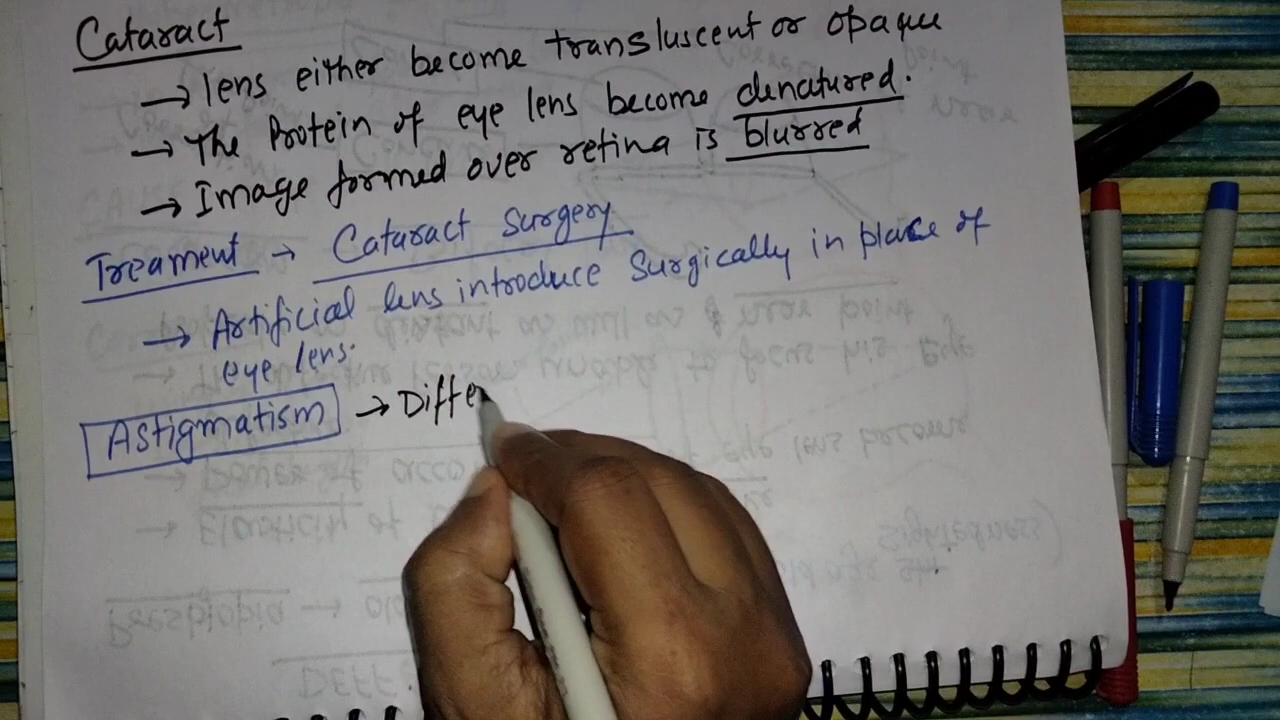 Cataract
→ lens either become transluscent or opaque
→ The Protein of eye lens become denatured.
→ Image formed over retina is blurred
Treament → Cataract Surgery
→ Artificial lens introduce Surgically in place of
eye lens.
Astigmatism → Diffe